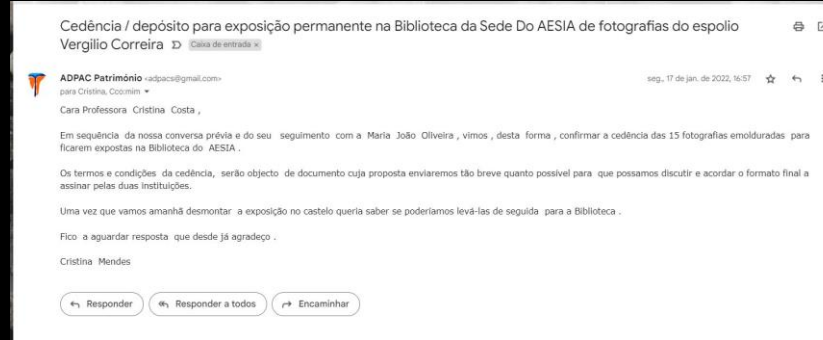 Cedência / depósito para exposição permanente na Biblioteca da Sede Do AESIA de fotografias do espolio
Vergilio Correira Caixa de entrada ×
ADPAC Património <adpacs@gmail.com> seg., 17 de jan. de 2022, 16:57
para Cristina, Cco:mim
Cara Professora Cristina Costa ,
Em sequência da nossa conversa prévia e do seu seguimento com a Maria João Oliveira , vimos , desta forma , confirmar a cedência das 15 fotografias emolduradas para
ficarem expostas na Biblioteca do AESIA .
Os termos e condições da cedência, serão objecto de documento cuja proposta enviaremos tão breve quanto possível para que possamos discutir e acordar o formato final a
assinar pelas duas instituições.
Uma vez que vamos amanhã desmontar a exposição no castelo queria saber se poderíamos levá-las de seguida para a Biblioteca .
Fico a aguardar resposta que desde já agradeço .
Cristina Mendes
Responder Responder a todos Encaminhar